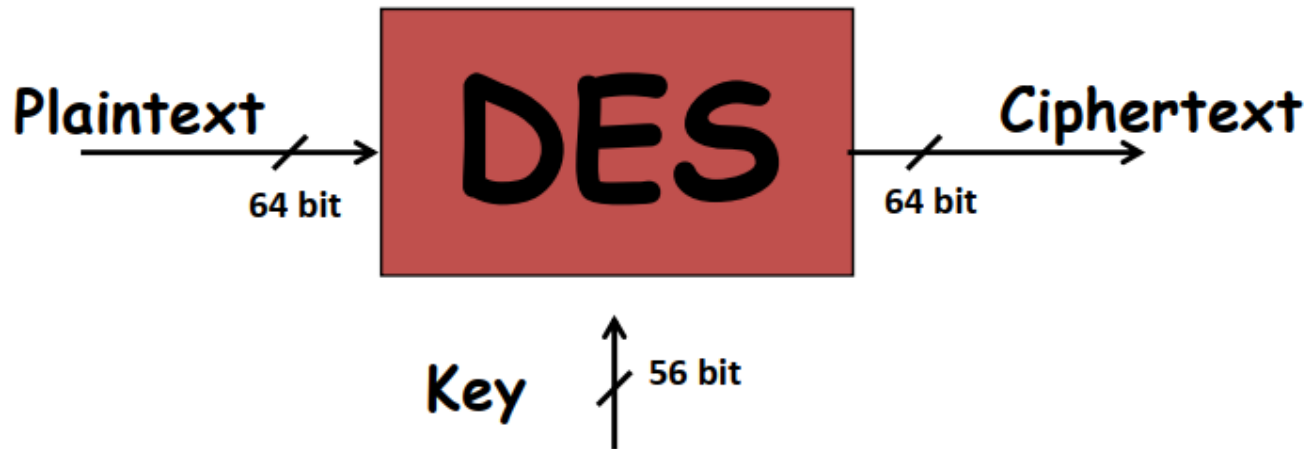 Plaintext
64 bit
DES
Ciphertext
64 bit
Key
56 bit